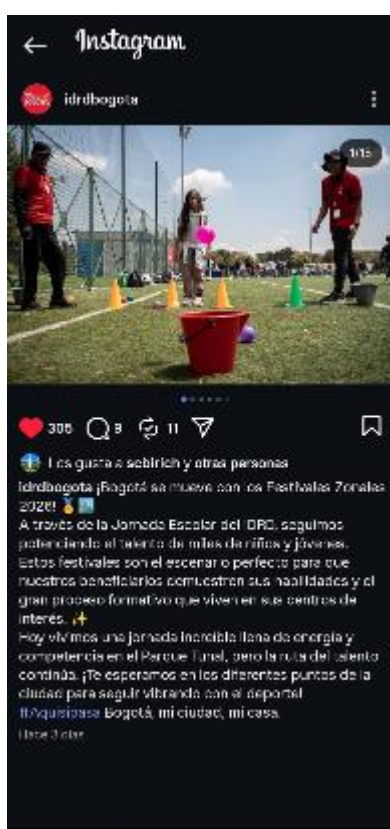 Instagram
idrdbogota
1/15
305 9 11
Les gusta a sebirich y otras personas
idrdbogota ¡Bogotá se mueve con los Festivales Zonales
2026! 🏅🏙️
A través de la Jornada Escolar del IDRD, seguimos
potenciando el talento de miles de niños y jóvenes.
Estos festivales son el escenario perfecto para que
nuestros beneficiarios demuestren sus habilidades y el
gran proceso formativo que viven en sus centros de
interés. ✨
Hoy vivimos una jornada increíble llena de energía y
competencia en el Parque Tunal, pero la ruta del talento
continúa. ¡Te esperamos en los diferentes puntos de la
ciudad para seguir vibrando con el deporte!
#Aquísípasa Bogotá, mi ciudad, mi casa.
Hace 3 días